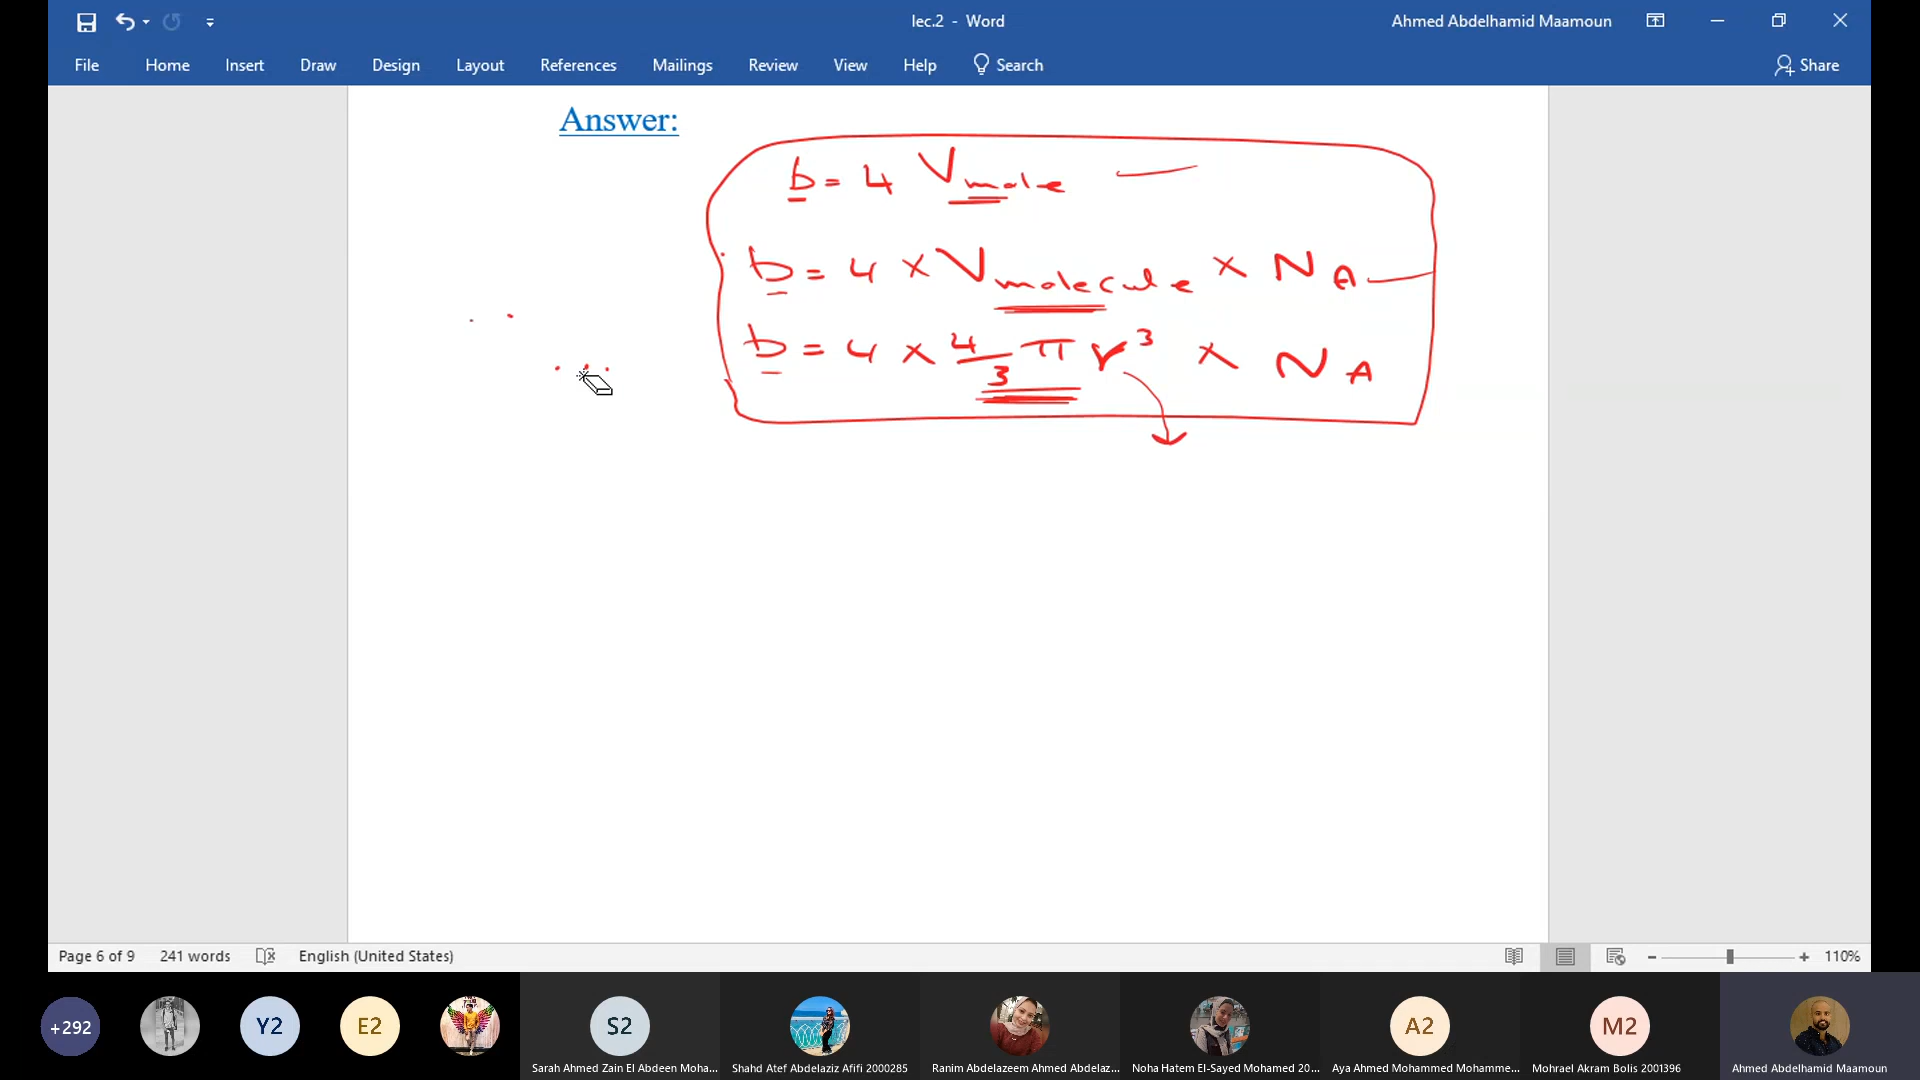 lec.2 - Word
Ahmed Abdelhamid Maamoun
File Home Insert Draw Design Layout References Mailings Review View Help Search Share
Answer:
b = 4 Vmole
b = 4 × Vmolecule × NA
b = 4 × 4/3 π r³ × NA
Page 6 of 9 241 words English (United States) 110%
+292 Y2 E2 S2 A2 M2
Sarah Ahmed Zain El Abdeen Moha... Shahd Atef Abdelaziz Afifi 2000285 Ranim Abdelazeem Ahmed Abdelaz... Noha Hatem El-Sayed Mohamed 20... Aya Ahmed Mohammed Mohamme... Mohrael Akram Bolis 2001396 Ahmed Abdelhamid Maamoun